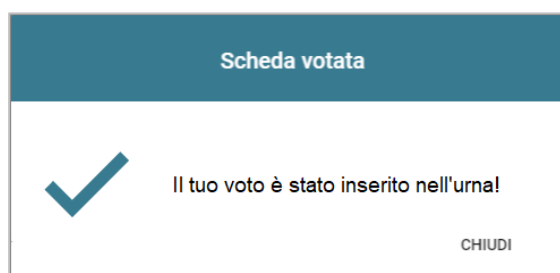 Scheda votata
Il tuo voto è stato inserito nell'urna!
CHIUDI